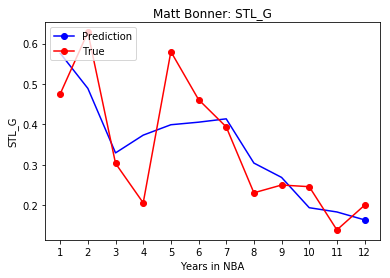 Matt Bonner: STL_G
Prediction
True
STL_G
0.6
0.5
0.4
0.3
0.2
1 2 3 4 5 6 7 8 9 10 11 12
Years in NBA